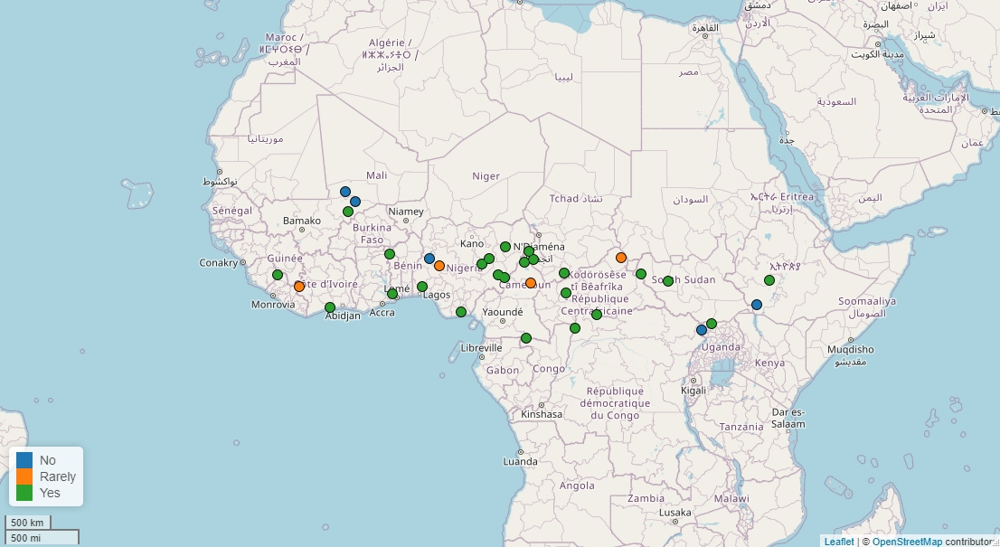 دمشق
اصفهان
ایران
الأردن
البصرة
شیراز
القاهرة
مدينة الكويت
Maroc /
ⵍⵎⵖⵔⵉⴱ /
المغرب
Algérie /
ⵍⵣⵣⴰⵢⴻⵔ /
الجزائر
ليبيا
مصر
الإمارات العربية
المتحدة
السعودية
جدة
عمان
موريتانيا
نواكشوط
Mali
Niger
Tchad تشاد
السودان
ኤርትራ Eritrea
إرتريا
اليمن
Sénégal
Niamey
Bamako
Burkina
Faso
Kano
N'Djaména
انجمينا
Conakry
Guinée
Bénin
Nigeria
ኢትዮጵያ
Côte d'Ivoire
Lomé
Lagos
Cameroun
Ködörösêse
tî Bêafrîka
République
Centrafricaine
South Sudan
Monrovia
Abidjan
Accra
Yaoundé
Soomaaliya
الصومال
Libreville
Uganda
Muqdisho
مقديشو
Gabon
Congo
Kenya
Kigali
République
démocratique
du Congo
Kinshasa
Dar es-
Salaam
Tanzania
Luanda
Angola
Zambia
Malawi
Lusaka
No
Rarely
Yes
500 km
500 mi
Leaflet | © OpenStreetMap contributors